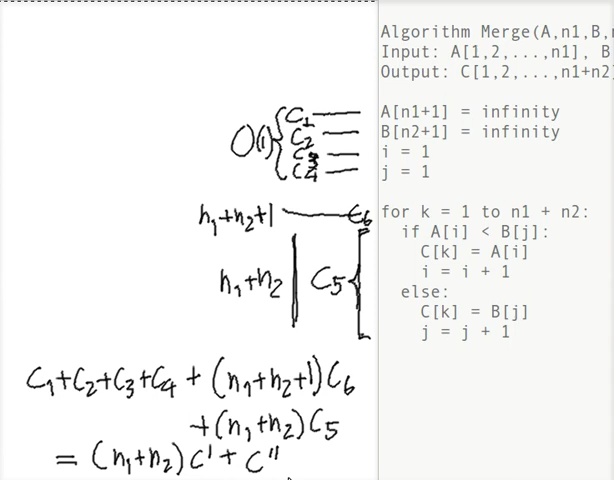 Algorithm Merge(A,n1,B,n
Input: A[1,2,...,n1], B
Output: C[1,2,...,n1+n2
A[n1+1] = infinity
B[n2+1] = infinity
i = 1
j = 1
for k = 1 to n1 + n2:
if A[i] < B[j]:
C[k] = A[i]
i = i + 1
else:
C[k] = B[j]
j = j + 1
O(1) { C₁
C₂
C₃
C₄
n₁+n₂+1 — C₆
n₁+n₂ | C₅ {
C₁+C₂+C₃+C₄ + (n₁+n₂+1)C₆
+(n₁+n₂)C₅
= (n₁+n₂)C' + C''